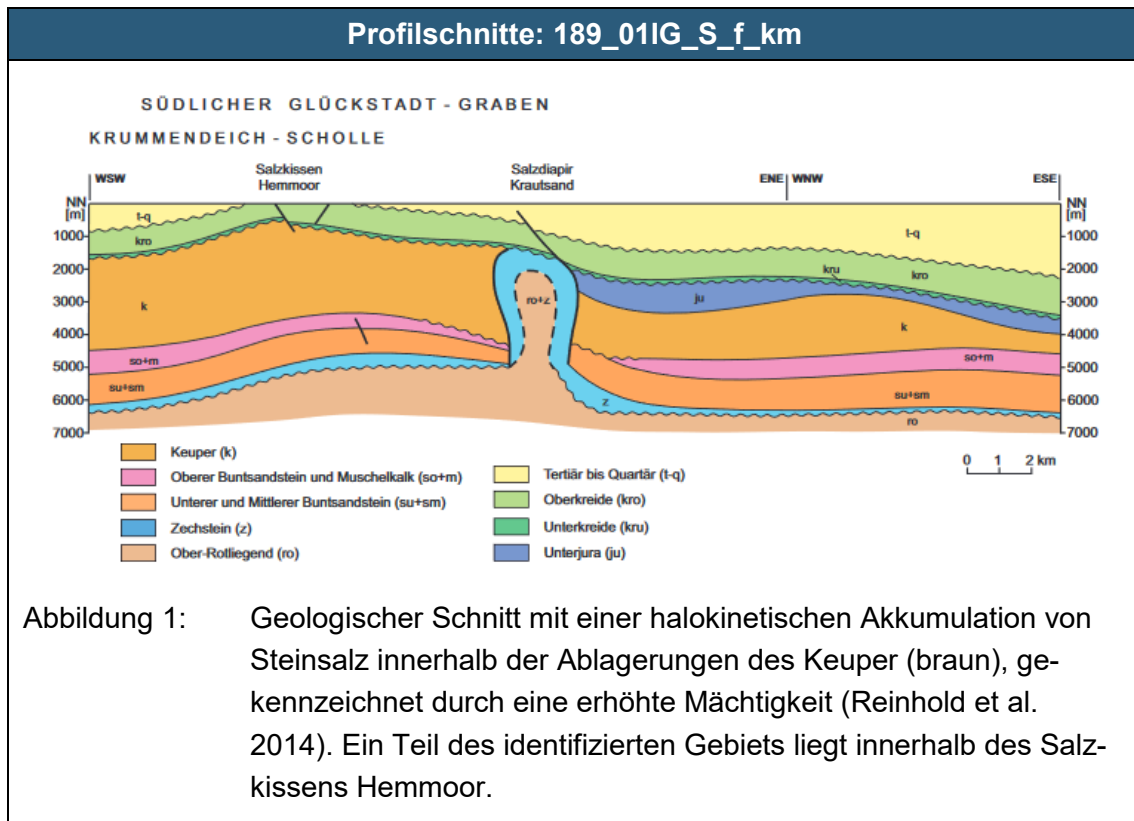 Profilschnitte: 189_01IG_S_f_km
SÜDLICHER GLÜCKSTADT - GRABEN
KRUMMENDEICH - SCHOLLE
WSW
Salzkissen
Hemmoor
Salzdiapir
Krautsand
ENE
WNW
ESE
NN
[m]
1000
2000
3000
4000
5000
6000
7000
NN
[m]
1000
2000
3000
4000
5000
6000
7000
t-q
kro
k
so+m
su+sm
ro+z
z
ju
kru
t-q
kro
k
so+m
su+sm
ro
0 1 2 km
Keuper (k)
Oberer Buntsandstein und Muschelkalk (so+m)
Unterer und Mittlerer Buntsandstein (su+sm)
Zechstein (z)
Ober-Rotliegend (ro)
Tertiär bis Quartär (t-q)
Oberkreide (kro)
Unterkreide (kru)
Unterjura (ju)
Abbildung 1: Geologischer Schnitt mit einer halokinetischen Akkumulation von
Steinsalz innerhalb der Ablagerungen des Keuper (braun), ge-
kennzeichnet durch eine erhöhte Mächtigkeit (Reinhold et al.
2014). Ein Teil des identifizierten Gebiets liegt innerhalb des Salz-
kissens Hemmoor.